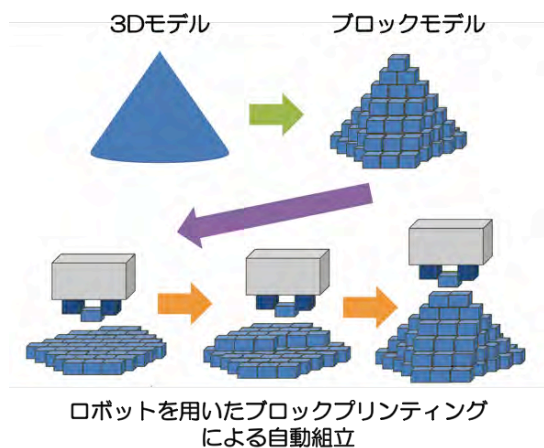 3Dモデル
ブロックモデル
ロボットを用いたブロックプリンティング
による自動組立